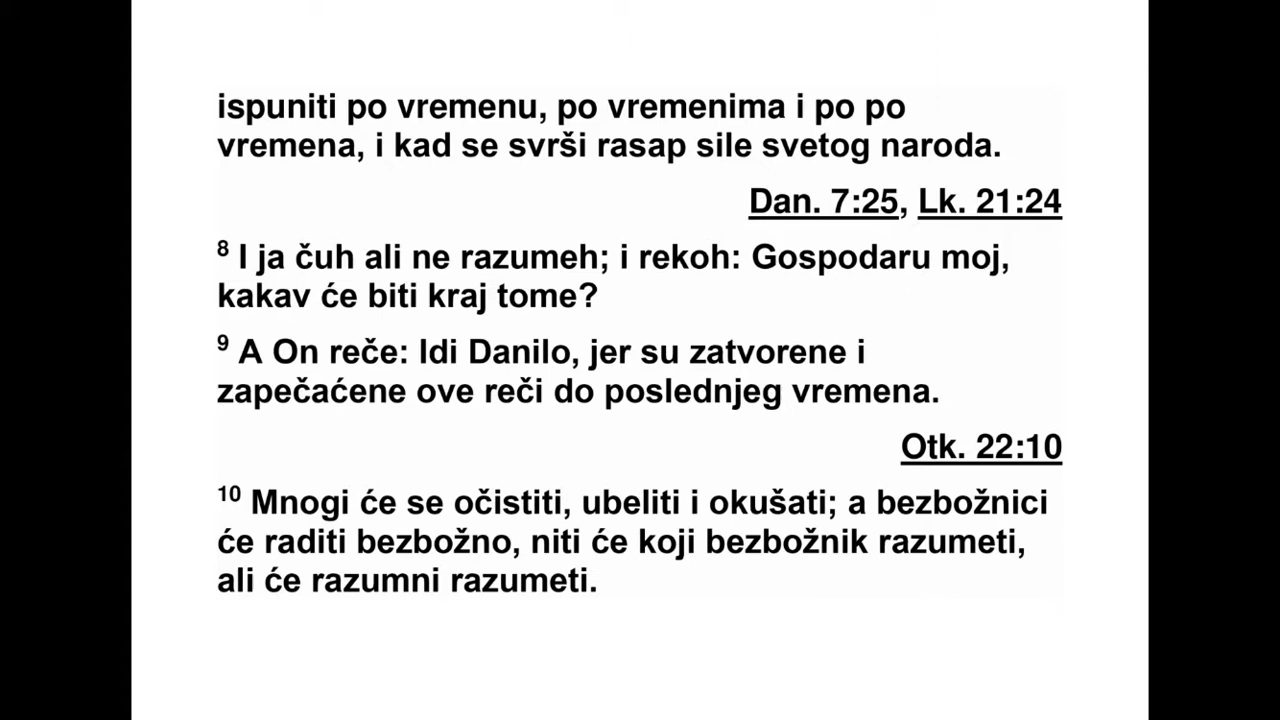 ispuniti po vremenu, po vremenima i po po
vremena, i kad se svrši rasap sile svetog naroda.
Dan. 7:25, Lk. 21:24
8 I ja čuh ali ne razumeh; i rekoh: Gospodaru moj,
kakav će biti kraj tome?
9 A On reče: Idi Danilo, jer su zatvorene i
zapečaćene ove reči do poslednjeg vremena.
Otk. 22:10
10 Mnogi će se očistiti, ubeliti i okušati; a bezbožnici
će raditi bezbožno, niti će koji bezbožnik razumeti,
ali će razumni razumeti.